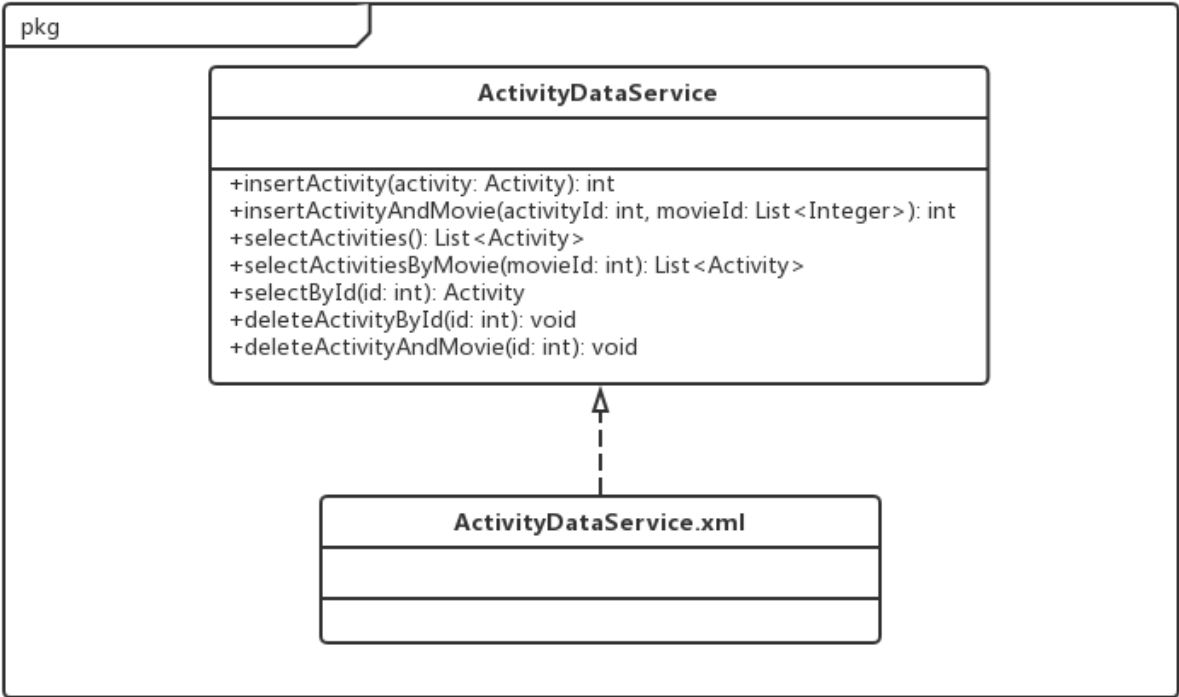 pkg
ActivityDataService
+insertActivity(activity: Activity): int
+insertActivityAndMovie(activityId: int, movieId: List<Integer>): int
+selectActivities(): List<Activity>
+selectActivitiesByMovie(movieId: int): List<Activity>
+selectById(id: int): Activity
+deleteActivityById(id: int): void
+deleteActivityAndMovie(id: int): void
ActivityDataService.xml